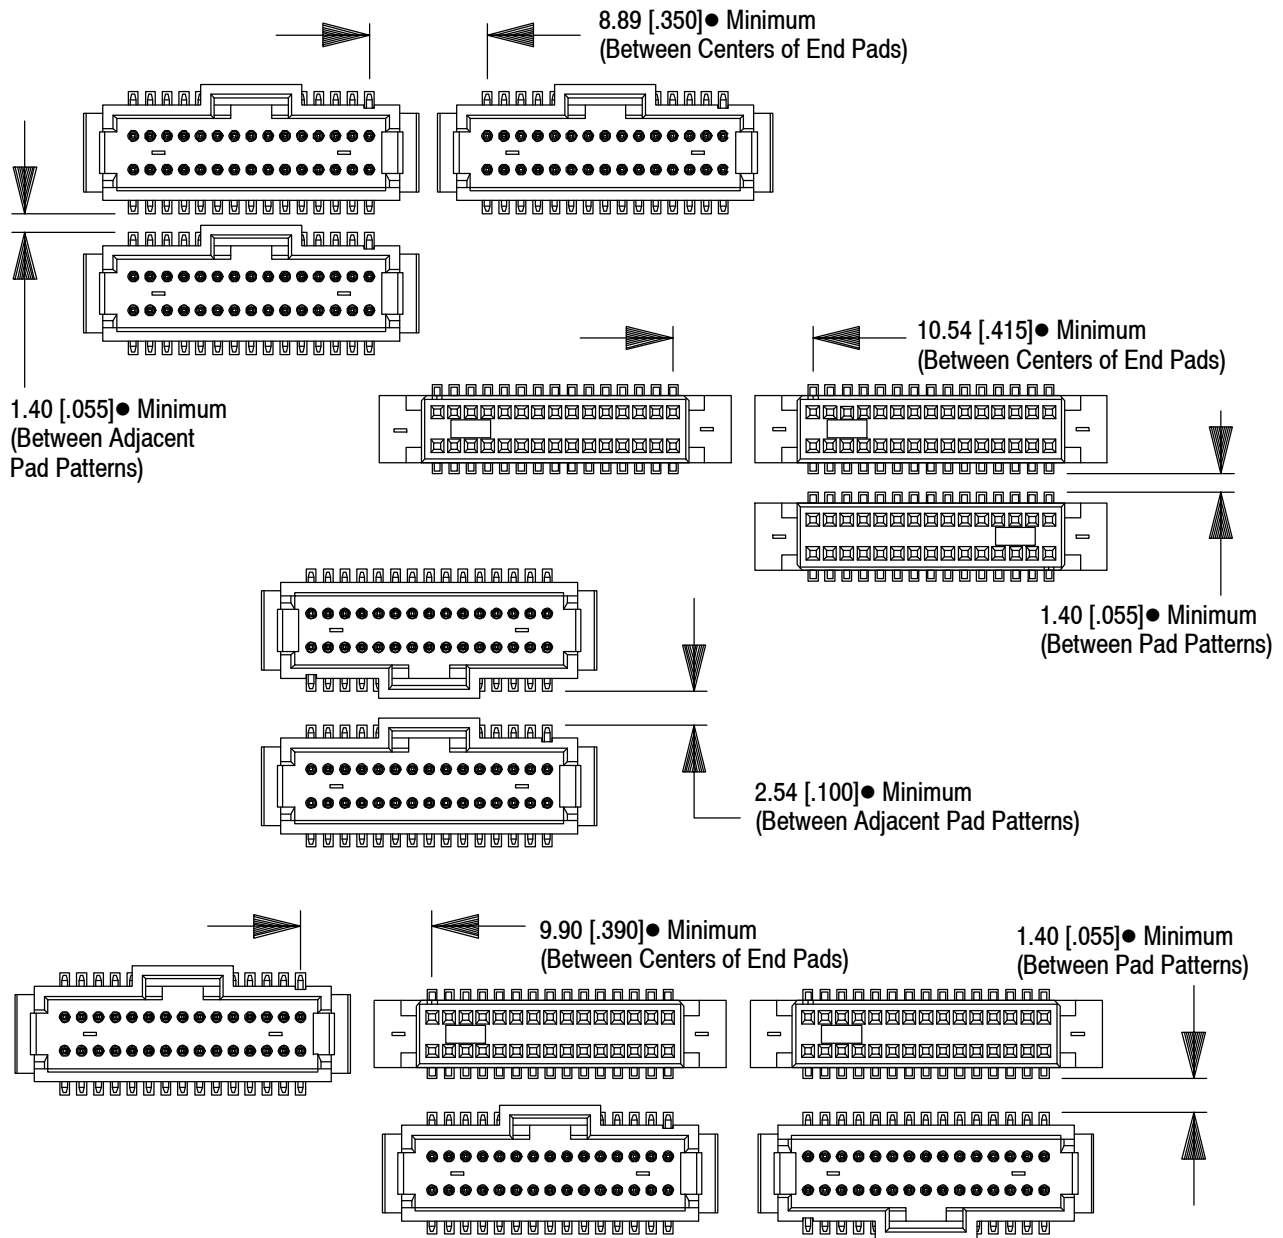 8.89 [.350]● Minimum
(Between Centers of End Pads)
1.40 [.055]● Minimum
(Between Adjacent
Pad Patterns)
10.54 [.415]● Minimum
(Between Centers of End Pads)
1.40 [.055]● Minimum
(Between Pad Patterns)
2.54 [.100]● Minimum
(Between Adjacent Pad Patterns)
9.90 [.390]● Minimum
(Between Centers of End Pads)
1.40 [.055]● Minimum
(Between Pad Patterns)